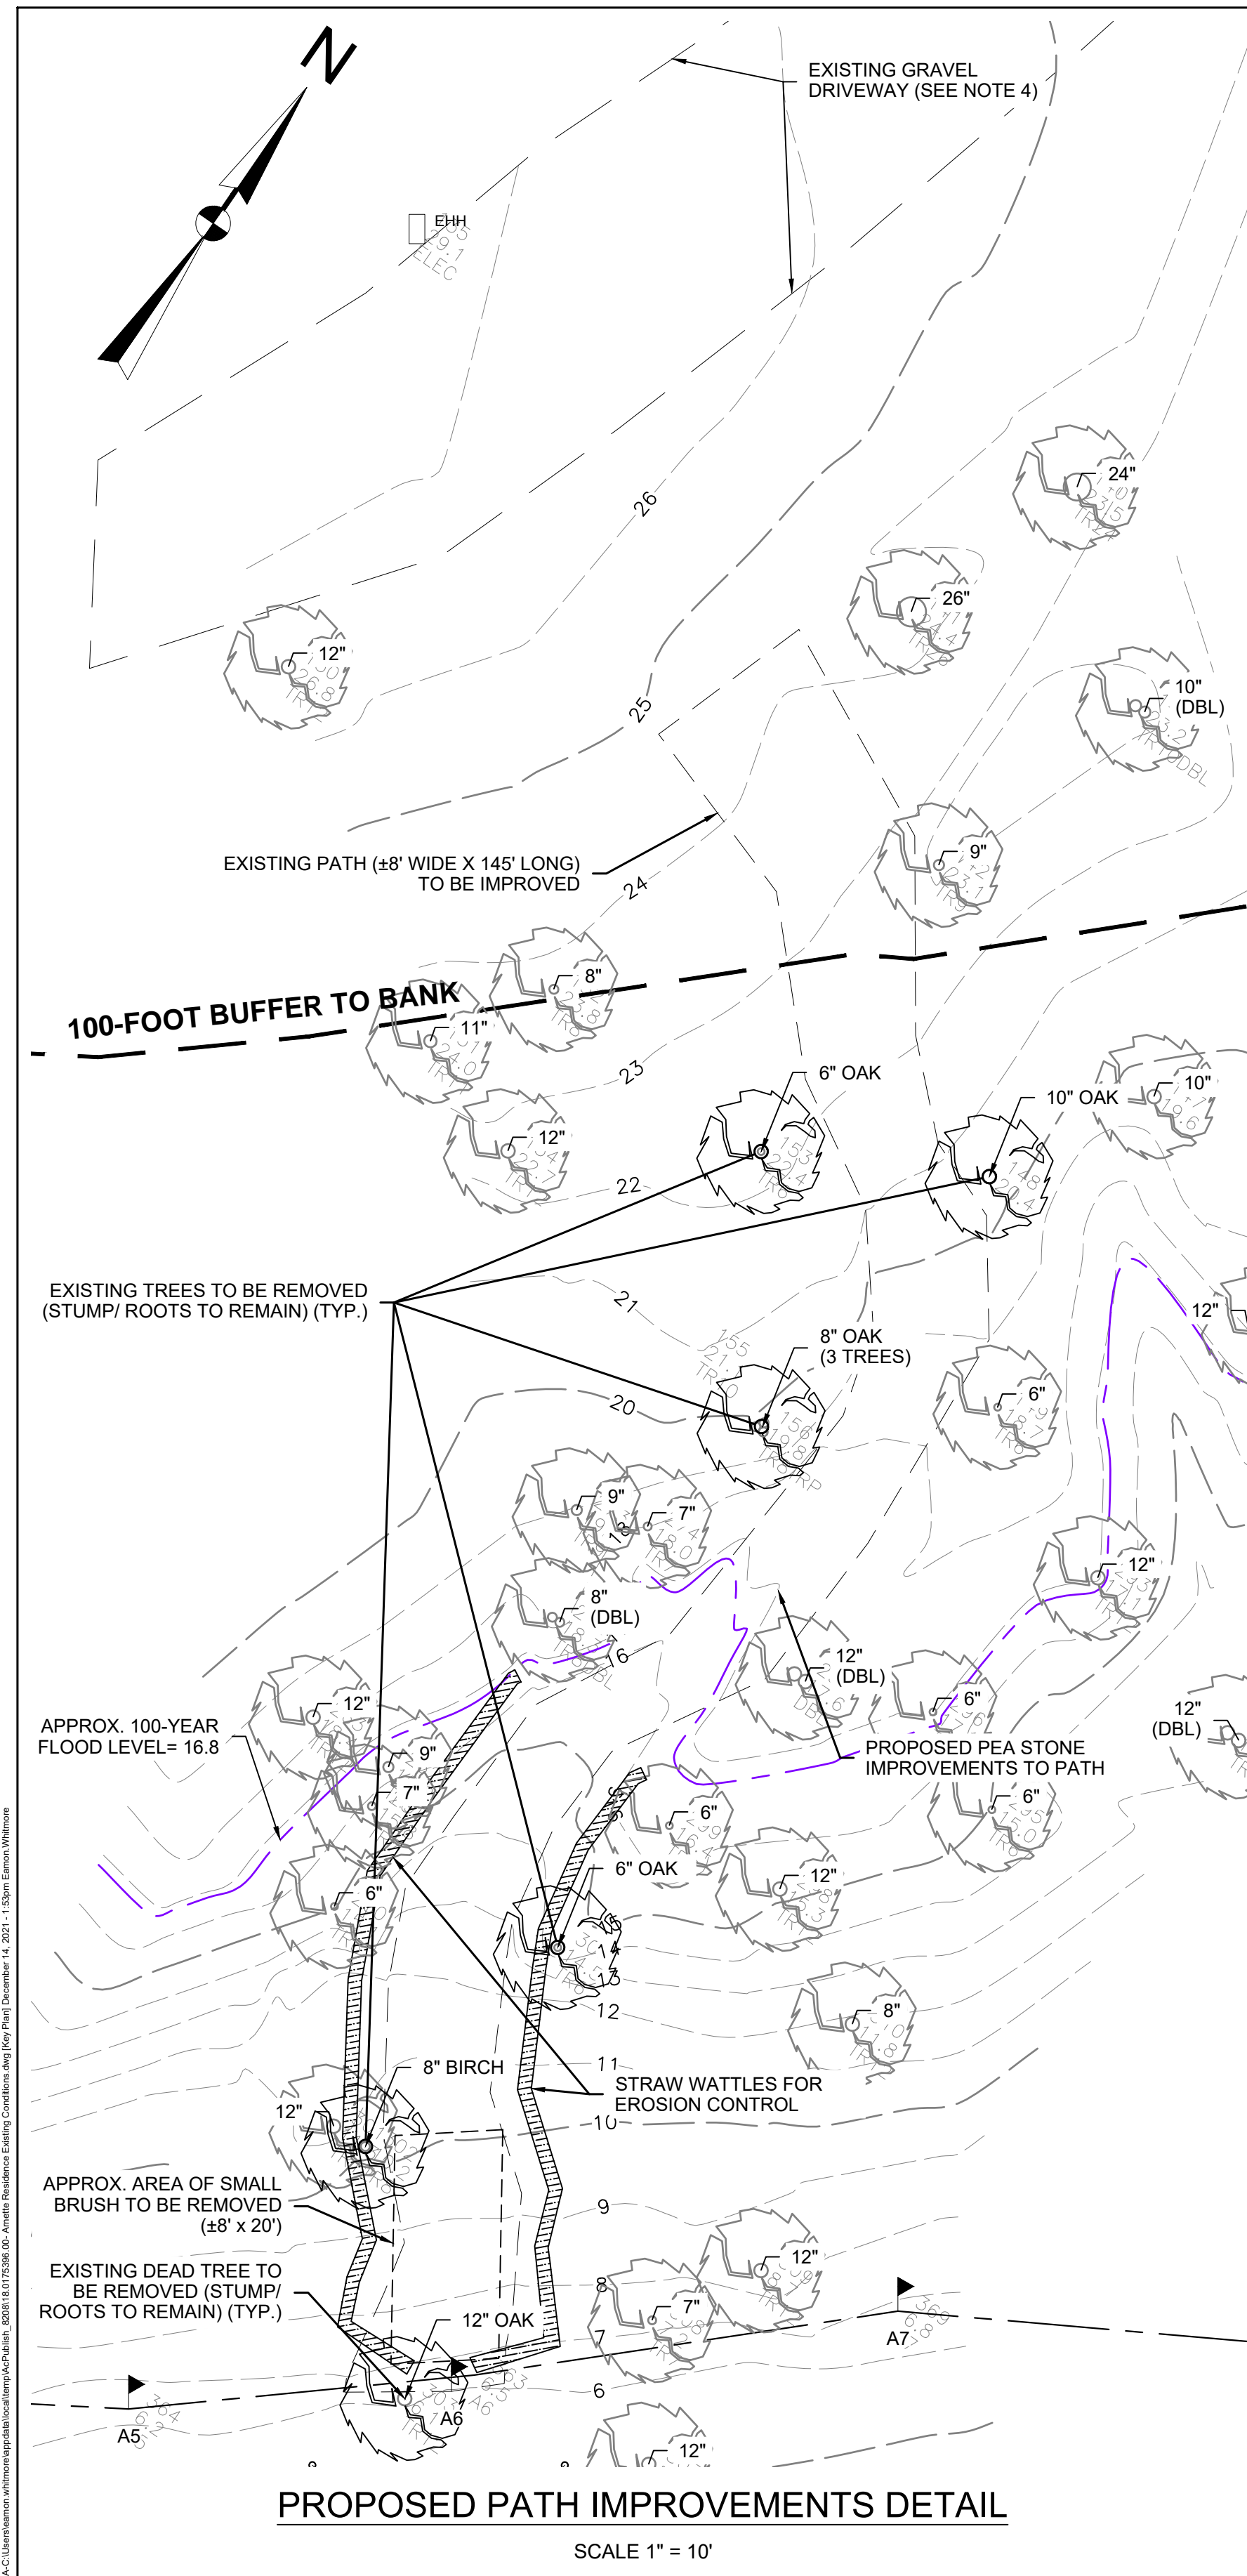 N
EXISTING GRAVEL
DRIVEWAY (SEE NOTE 4)
EHH
ELEC
26
24"
26"
12"
10"
(DBL)
25
9"
EXISTING PATH (±8' WIDE X 145' LONG)
TO BE IMPROVED
24
8"
100-FOOT BUFFER TO BANK
11"
23
6" OAK
10" OAK
10"
12"
22
EXISTING TREES TO BE REMOVED
(STUMP/ ROOTS TO REMAIN) (TYP.)
21
12"
8" OAK
(3 TREES)
6"
20
9"
7"
18
12"
8"
(DBL)
16
12"
(DBL)
12"
6"
12"
(DBL)
APPROX. 100-YEAR
FLOOD LEVEL= 16.8
9"
PROPOSED PEA STONE
IMPROVEMENTS TO PATH
7"
6"
6"
6" OAK
12"
6"
15
14
13
12
8"
11
8" BIRCH
STRAW WATTLES FOR
EROSION CONTROL
12"
10
APPROX. AREA OF SMALL
BRUSH TO BE REMOVED
(±8' x 20')
9
12"
EXISTING DEAD TREE TO
BE REMOVED (STUMP/
ROOTS TO REMAIN) (TYP.)
8
7"
12" OAK
7
A7
6
A6
A5
12"
PROPOSED PATH IMPROVEMENTS DETAIL
SCALE 1" = 10'